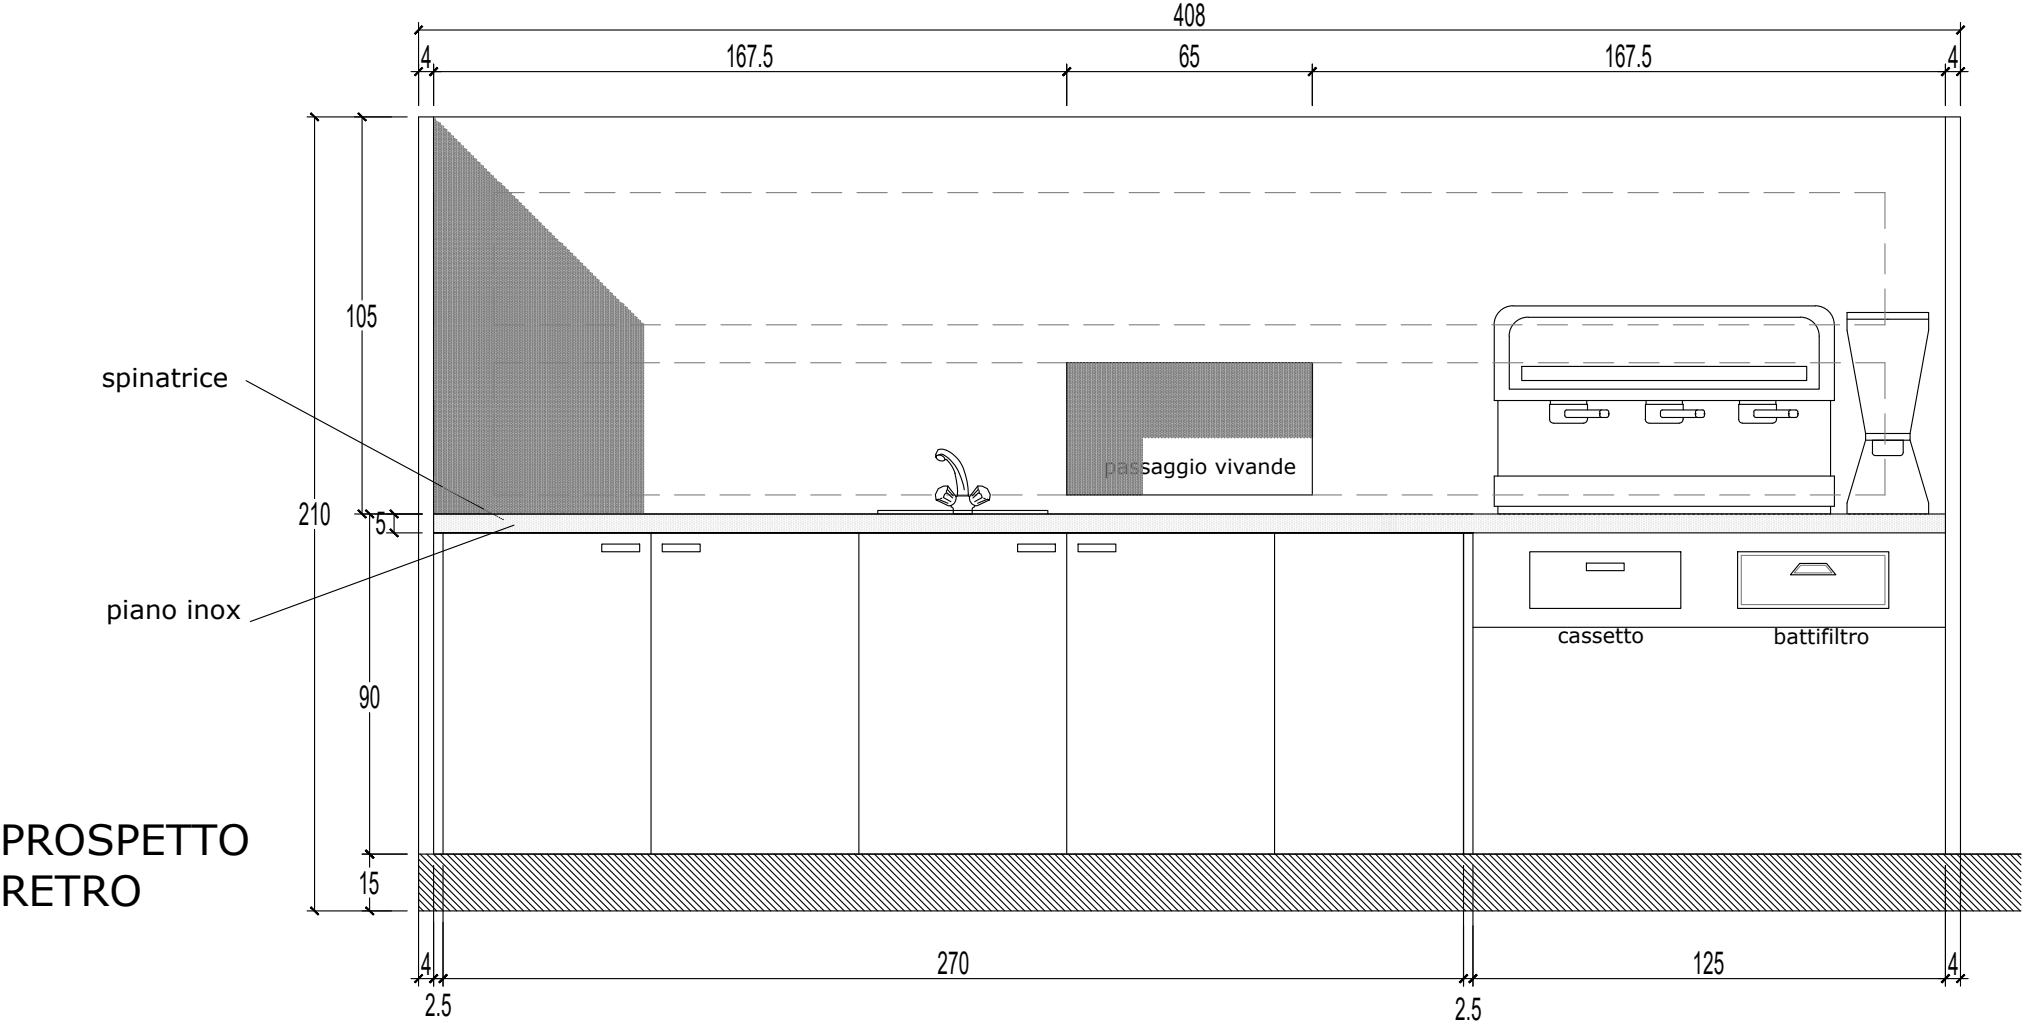 408
4 167.5 65 167.5 4
105
spinatrice
passaggio vivande
210
5
piano inox
cassetto battifiltro
90
PROSPETTO
RETRO
15
4 270 125 4
2.5 2.5